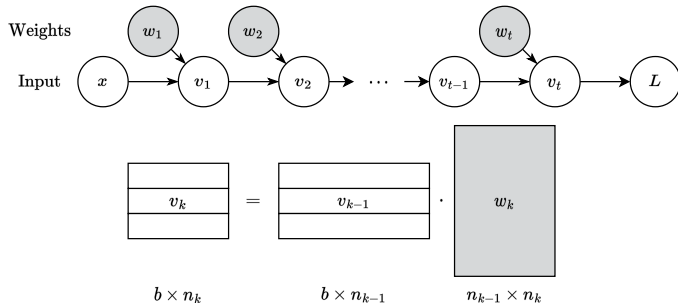 Weights w₁ w₂ wₜ
Input x v₁ v₂ ⋯ vₜ₋₁ vₜ L
vₖ = vₖ₋₁ · wₖ
b × nₖ b × nₖ₋₁ nₖ₋₁ × nₖ